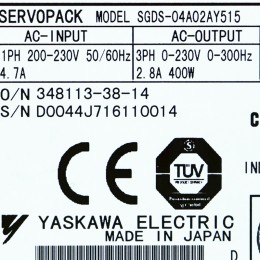 SERVOPACK MODEL SGDS-04A02AY515
AC-INPUT AC-OUTPUT
1PH 200-230V 50/60Hz 3PH 0-230V 0-300Hz
4.7A 2.8A 400W
O/N 348113-38-14
S/N D0044J716110014
CE
TÜV
YASKAWA ELECTRIC
MADE IN JAPAN